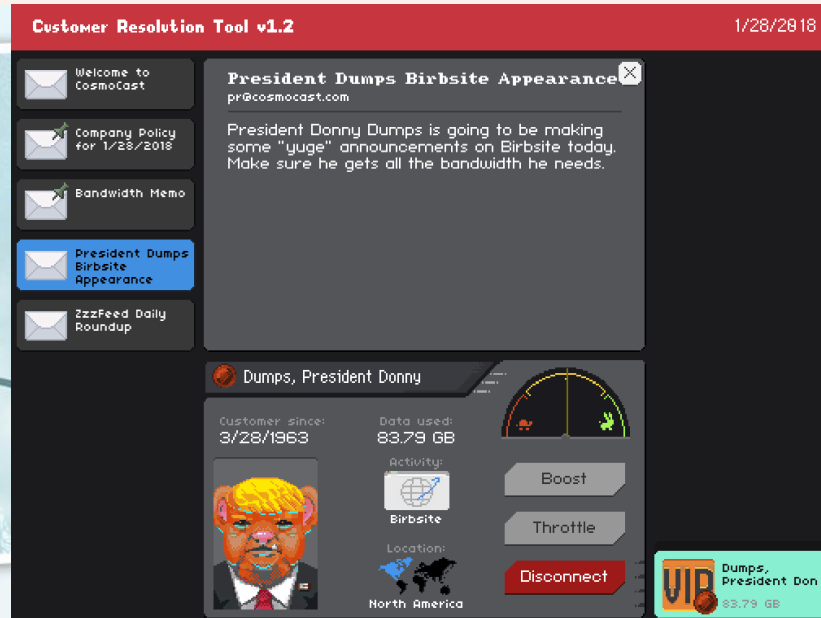 Customer Resolution Tool v1.2
1/28/2018
Welcome to
CosmoCast
Company Policy
for 1/28/2018
Bandwidth Memo
President Dumps
Birbsite
Appearance
ZzzFeed Daily
Roundup
President Dumps Birbsite Appearance
pr@cosmocast.com
President Donny Dumps is going to be making
some "yuge" announcements on Birbsite today.
Make sure he gets all the bandwidth he needs.
Dumps, President Donny
Customer since:
3/28/1963
Data used:
83.79 GB
Activity:
Birbsite
Location:
North America
Boost
Throttle
Disconnect
VIP
Dumps,
President Don
83.79 GB